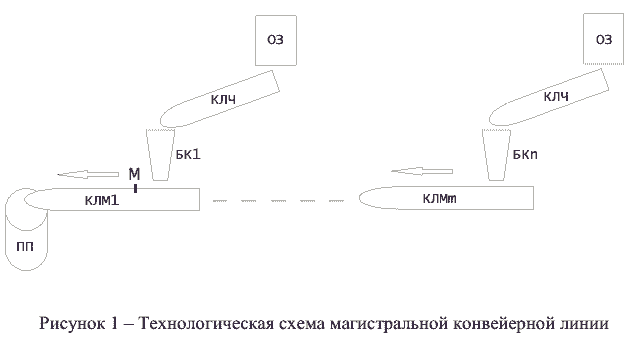 ОЗ
ОЗ
КЛЧ
КЛЧ
БК1
БКn
М
КЛМ1
КЛМm
ПП
Рисунок 1 – Технологическая схема магистральной конвейерной линии